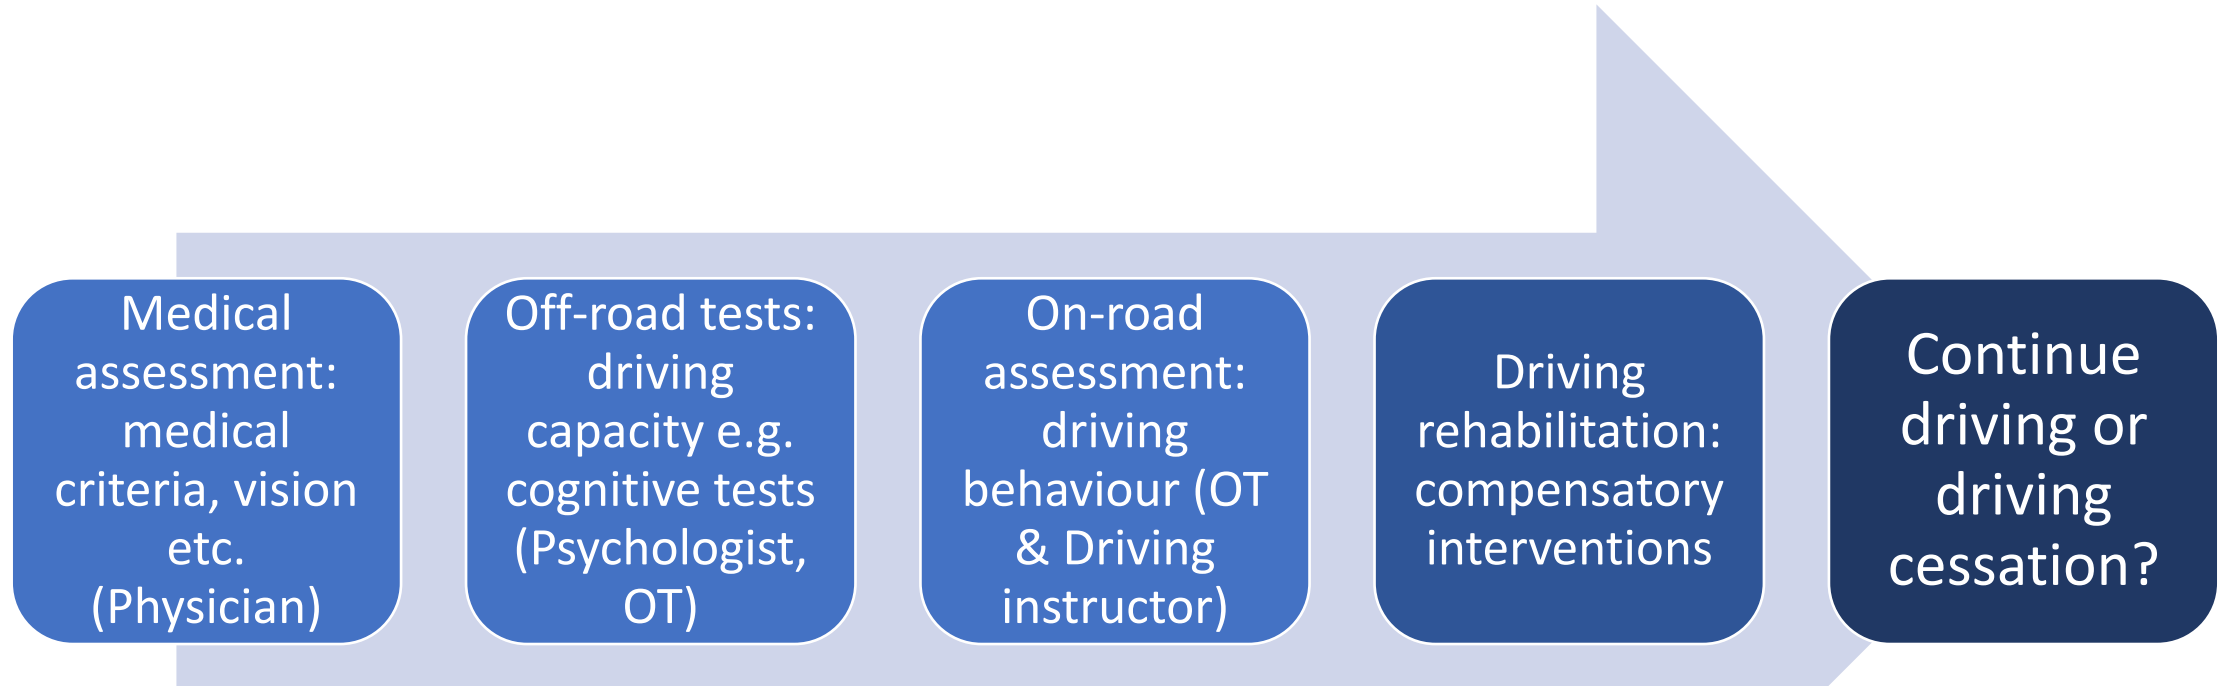 Medical
assessment:
medical
criteria, vision
etc.
(Physician)
Off-road tests:
driving
capacity e.g.
cognitive tests
(Psychologist,
OT)
On-road
assessment:
driving
behaviour (OT
& Driving
instructor)
Driving
rehabilitation:
compensatory
interventions
Continue
driving or
driving
cessation?